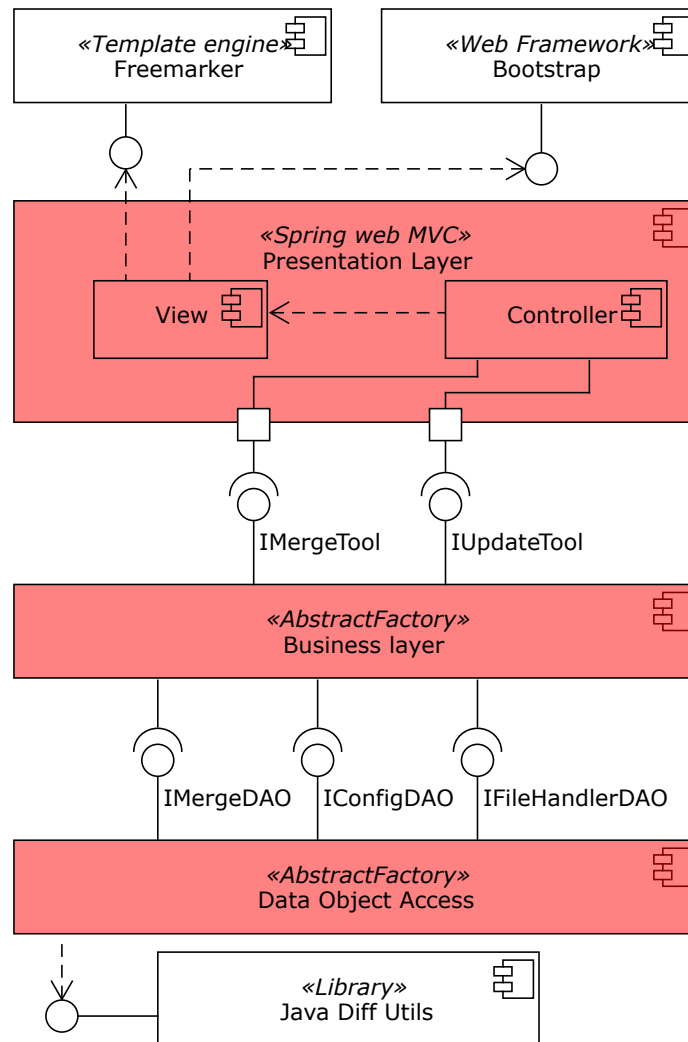 «Template engine»
Freemarker
«Web Framework»
Bootstrap
«Spring web MVC»
Presentation Layer
View
Controller
IMergeTool
IUpdateTool
«AbstractFactory»
Business layer
IMergeDAO
IConfigDAO
IFileHandlerDAO
«AbstractFactory»
Data Object Access
«Library»
Java Diff Utils